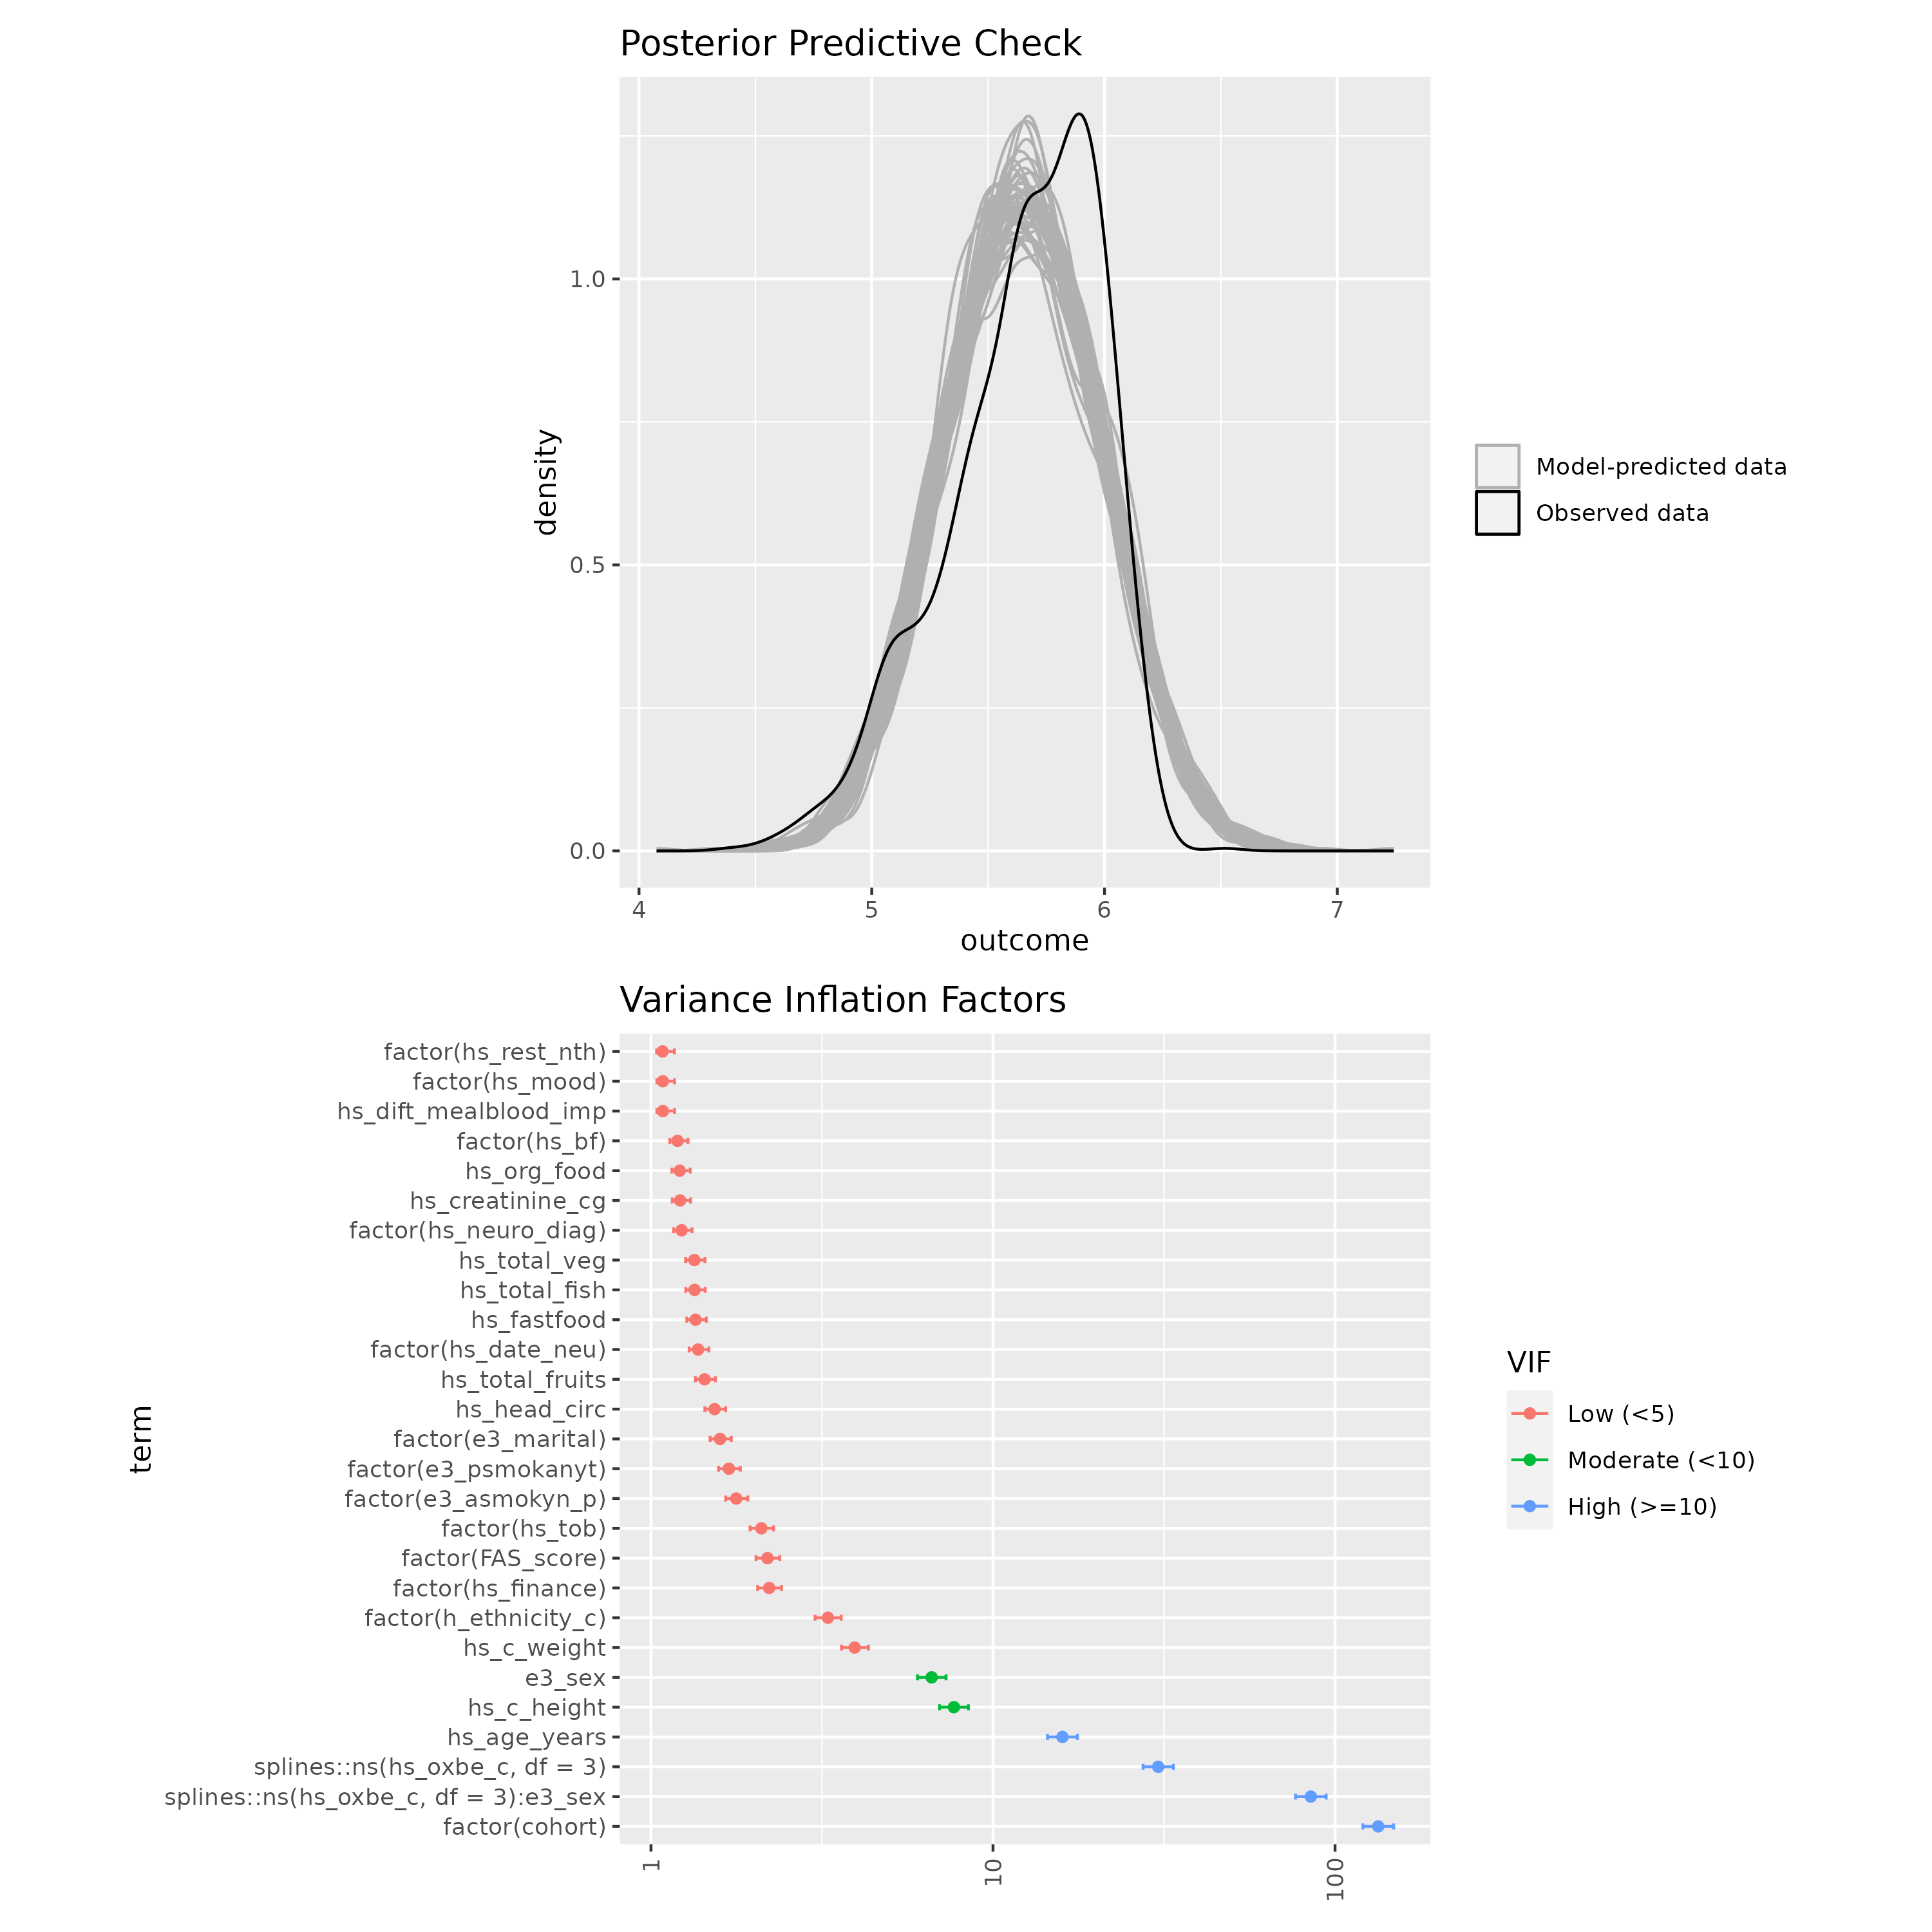 Posterior Predictive Check
density
1.0
0.5
0.0
4
5
6
7
outcome
Model-predicted data
Observed data
Variance Inflation Factors
term
factor(hs_rest_nth)
factor(hs_mood)
hs_dift_mealblood_imp
factor(hs_bf)
hs_org_food
hs_creatinine_cg
factor(hs_neuro_diag)
hs_total_veg
hs_total_fish
hs_fastfood
factor(hs_date_neu)
hs_total_fruits
hs_head_circ
factor(e3_marital)
factor(e3_psmokanyt)
factor(e3_asmokyn_p)
factor(hs_tob)
factor(FAS_score)
factor(hs_finance)
factor(h_ethnicity_c)
hs_c_weight
e3_sex
hs_c_height
hs_age_years
splines::ns(hs_oxbe_c, df = 3)
splines::ns(hs_oxbe_c, df = 3):e3_sex
factor(cohort)
1
10
100
VIF
Low (<5)
Moderate (<10)
High (>=10)